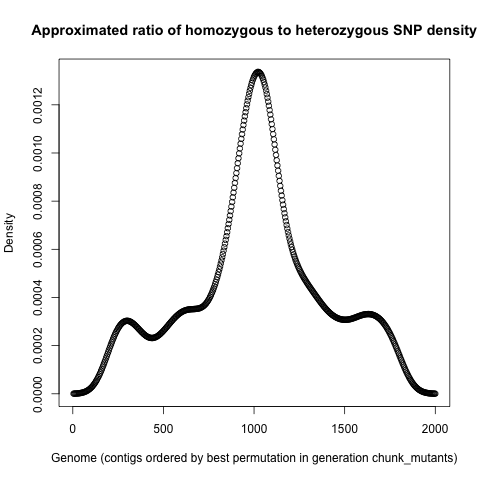 Approximated ratio of homozygous to heterozygous SNP density
Density
0.0012
0.0010
0.0008
0.0006
0.0004
0.0002
0.0000
0 500 1000 1500 2000
Genome (contigs ordered by best permutation in generation chunk_mutants)